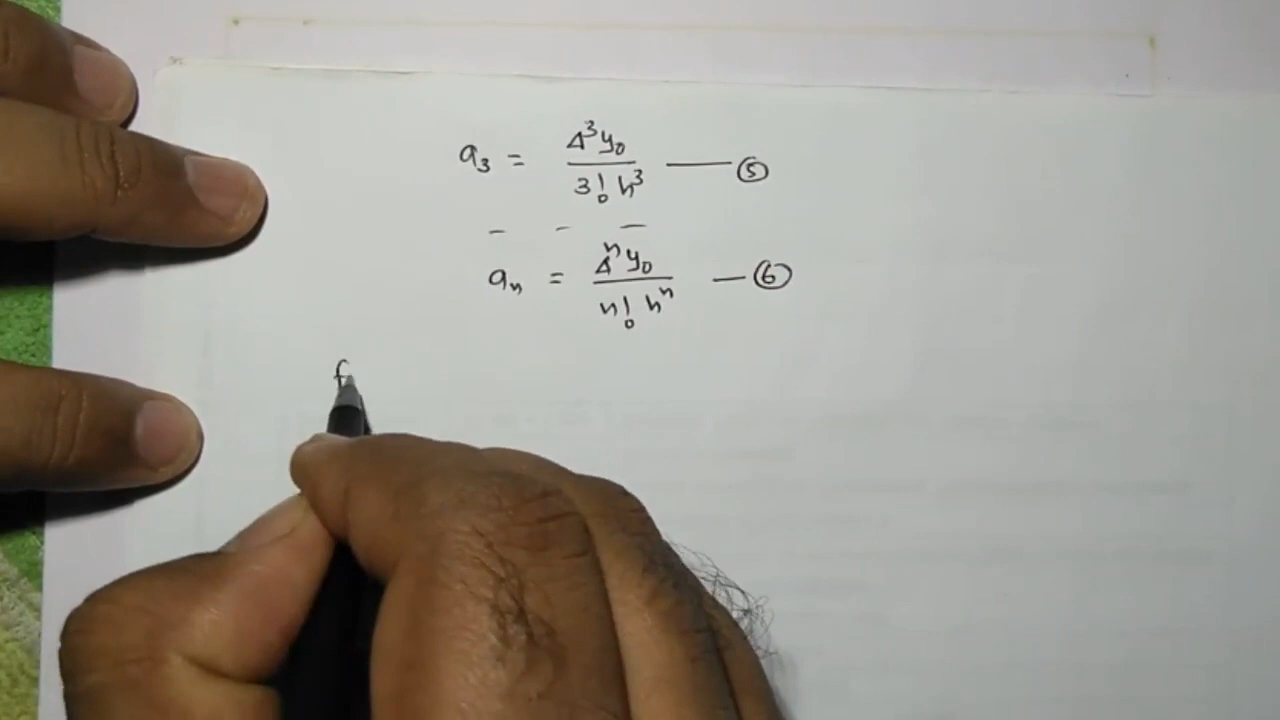 a₃ = Δ³y₀ / 3! h³ —— ⑤
– – –
aₙ = Δⁿy₀ / n! hⁿ — ⑥
f